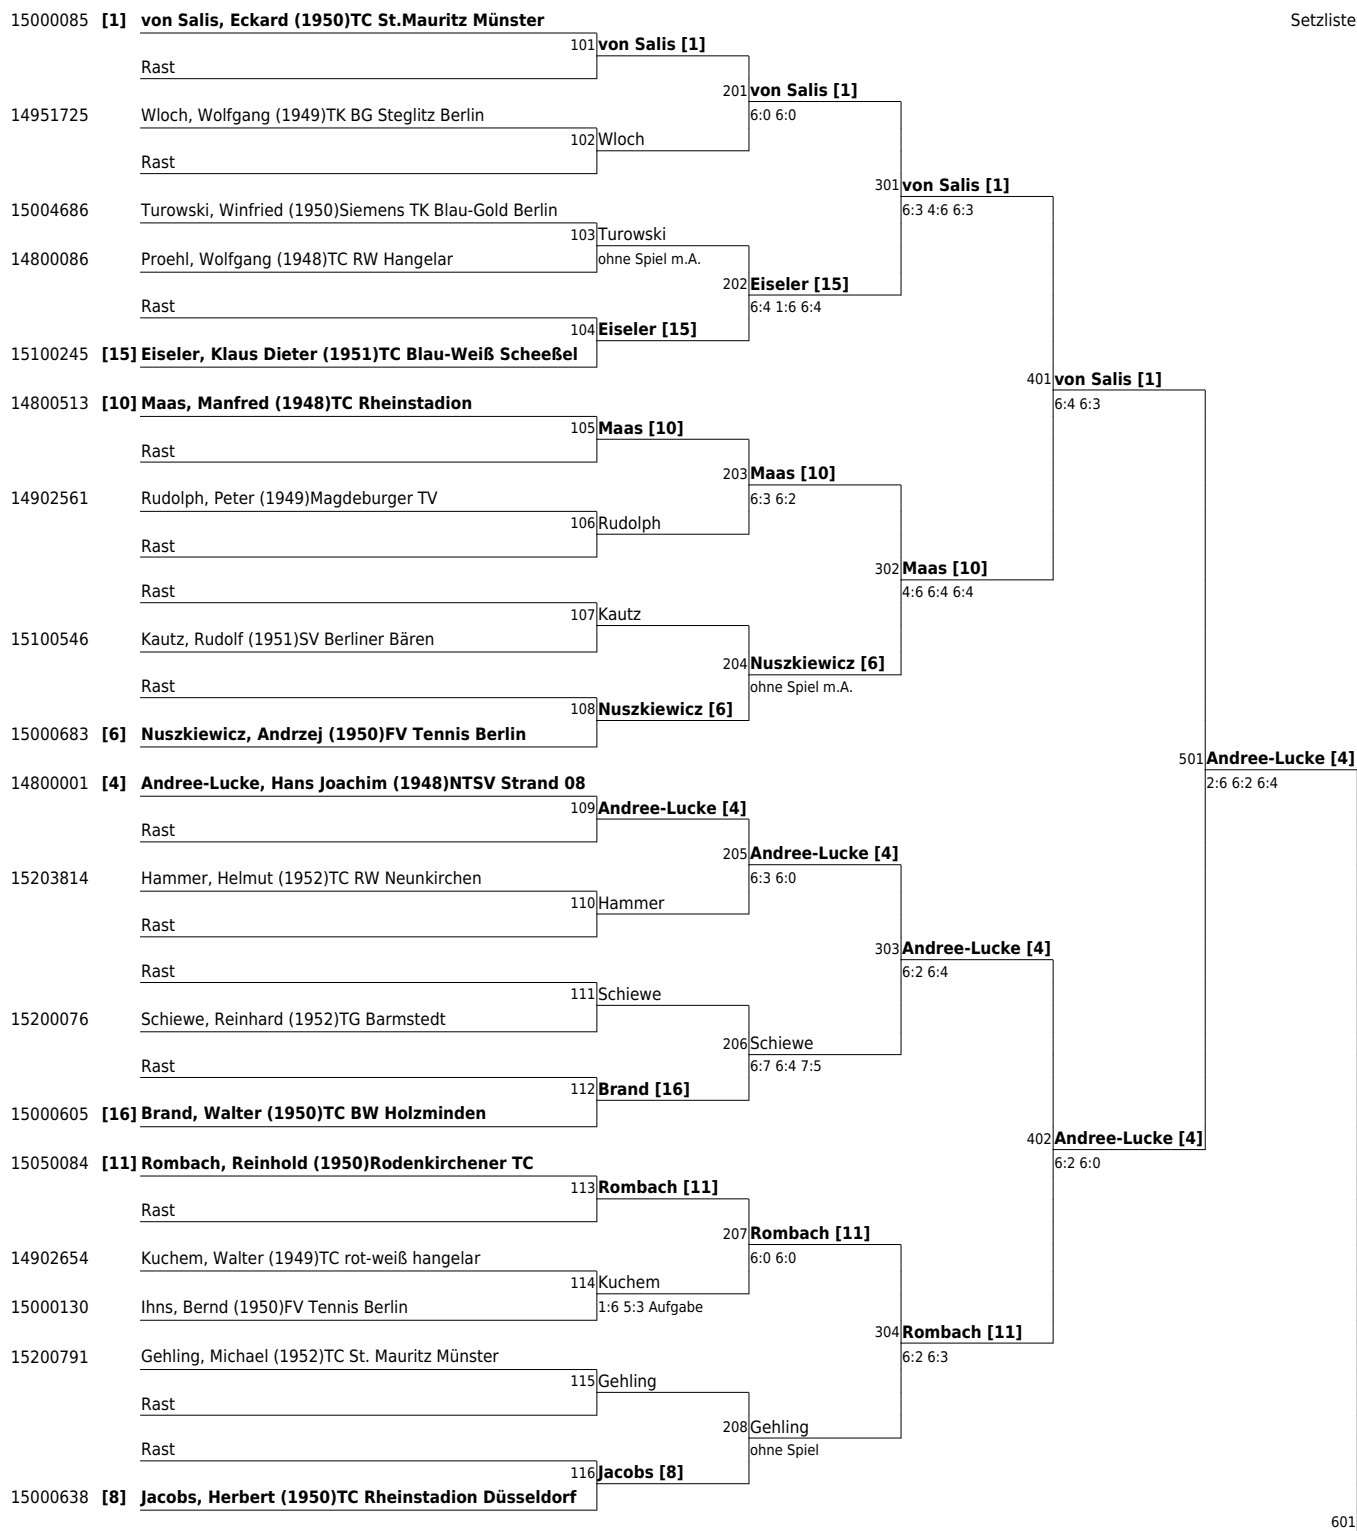 15000085 [1] von Salis, Eckard (1950)TC St.Mauritz Münster Setzliste
101 von Salis [1]
Rast
201 von Salis [1]
14951725 Wloch, Wolfgang (1949)TK BG Steglitz Berlin 6:0 6:0
102 Wloch
Rast
301 von Salis [1]
15004686 Turowski, Winfried (1950)Siemens TK Blau-Gold Berlin 6:3 4:6 6:3
103 Turowski
14800086 Proehl, Wolfgang (1948)TC RW Hangelar ohne Spiel m.A.
202 Eiseler [15]
Rast 6:4 1:6 6:4
104 Eiseler [15]
15100245 [15] Eiseler, Klaus Dieter (1951)TC Blau-Weiß Scheeßel
401 von Salis [1]
14800513 [10] Maas, Manfred (1948)TC Rheinstadion 6:4 6:3
105 Maas [10]
Rast
203 Maas [10]
14902561 Rudolph, Peter (1949)Magdeburger TV 6:3 6:2
106 Rudolph
Rast
302 Maas [10]
Rast 4:6 6:4 6:4
107 Kautz
15100546 Kautz, Rudolf (1951)SV Berliner Bären
204 Nuszkiewicz [6]
Rast ohne Spiel m.A.
108 Nuszkiewicz [6]
15000683 [6] Nuszkiewicz, Andrzej (1950)FV Tennis Berlin
501 Andree-Lucke [4]
14800001 [4] Andree-Lucke, Hans Joachim (1948)NTSV Strand 08 2:6 6:2 6:4
109 Andree-Lucke [4]
Rast
205 Andree-Lucke [4]
15203814 Hammer, Helmut (1952)TC RW Neunkirchen 6:3 6:0
110 Hammer
Rast
303 Andree-Lucke [4]
Rast 6:2 6:4
111 Schiewe
15200076 Schiewe, Reinhard (1952)TG Barmstedt
206 Schiewe
Rast 6:7 6:4 7:5
112 Brand [16]
15000605 [16] Brand, Walter (1950)TC BW Holzminden
402 Andree-Lucke [4]
15050084 [11] Rombach, Reinhold (1950)Rodenkirchener TC 6:2 6:0
113 Rombach [11]
Rast
207 Rombach [11]
14902654 Kuchem, Walter (1949)TC rot-weiß hangelar 6:0 6:0
114 Kuchem
15000130 Ihns, Bernd (1950)FV Tennis Berlin 1:6 5:3 Aufgabe
304 Rombach [11]
15200791 Gehling, Michael (1952)TC St. Mauritz Münster 6:2 6:3
115 Gehling
Rast
208 Gehling
Rast ohne Spiel
116 Jacobs [8]
15000638 [8] Jacobs, Herbert (1950)TC Rheinstadion Düsseldorf
601